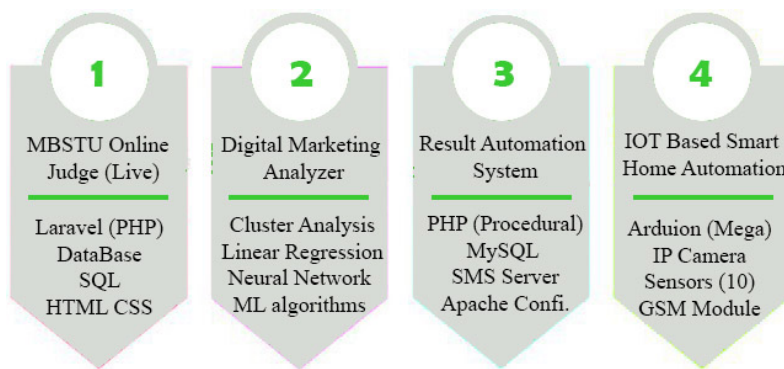 1
MBSTU Online
Judge (Live)
Laravel (PHP)
DataBase
SQL
HTML CSS
2
Digital Marketing
Analyzer
Cluster Analysis
Linear Regression
Neural Network
ML algorithms
3
Result Automation
System
PHP (Procedural)
MySQL
SMS Server
Apache Confi.
4
IOT Based Smart
Home Automation
Arduion (Mega)
IP Camera
Sensors (10)
GSM Module